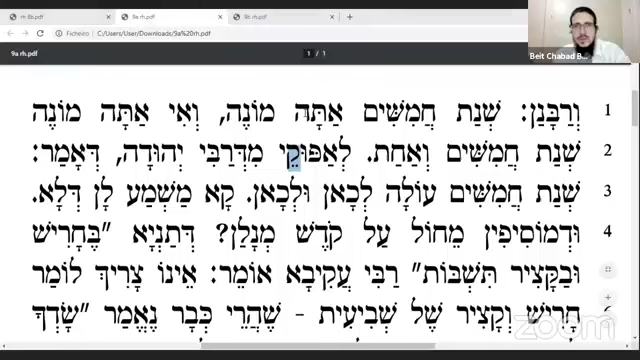 rh 8b.pdf
9a rh.pdf
9b rh.pdf
Ficheiro
C:/Users/User/Downloads/9a%20rh.pdf
9a rh.pdf
1 / 1
Beit Chabad B...
1 וְרַבָּנַן: שְׁנַת חֲמִשִּׁים אַתָּה מוֹנֶה, וְאִי אַתָּה מוֹנֶה
2 שְׁנַת חֲמִשִּׁים וְאַחַת. לְאַפּוּקֵי מִדְּרַבִּי יְהוּדָה, דְּאָמַר:
3 שְׁנַת חֲמִשִּׁים עוֹלָה לְכָאן וּלְכָאן. קָא מַשְׁמַע לָן דְּלָא.
4 וּדְמוֹסִיפִין מֵחוֹל עַל קֹדֶשׁ מְנָלַן? דְּתַנְיָא "בֶּחָרִישׁ
וּבַקָּצִיר תִּשְׁבּוֹת" רַבִּי עֲקִיבָא אוֹמֵר: אֵינוֹ צָרִיךְ לוֹמַר
חָרִישׁ וְקָצִיר שֶׁל שְׁבִיעִית - שֶׁהֲרֵי כְּבָר נֶאֱמַר "שָׂדְךָ
zoom